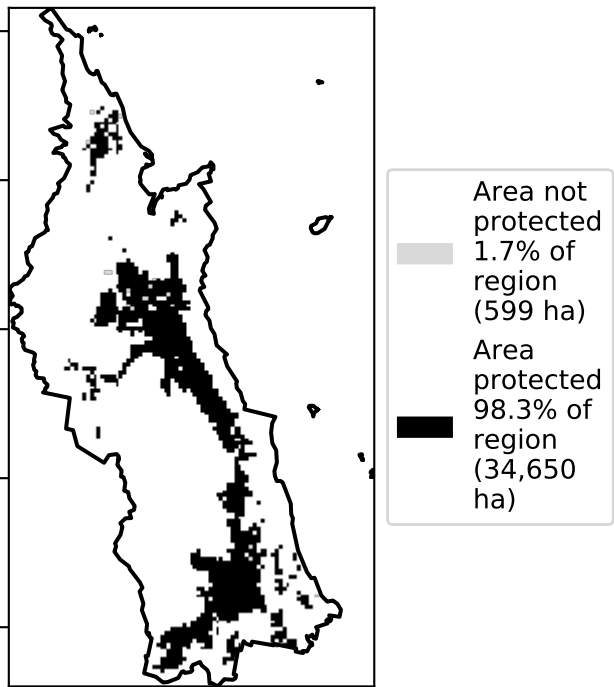 Area not
protected
1.7% of
region
(599 ha)
Area
protected
98.3% of
region
(34,650
ha)